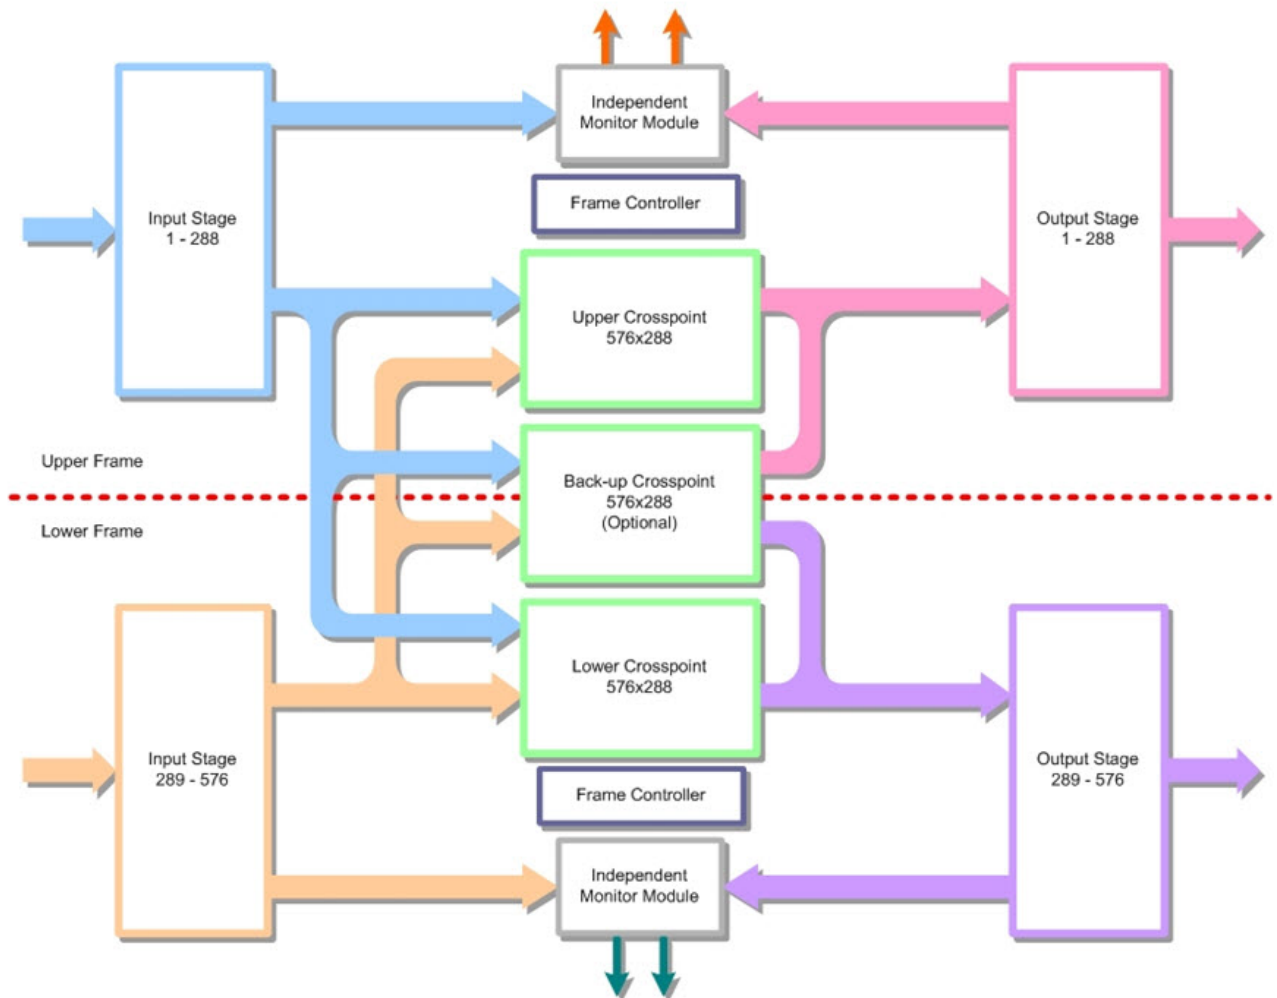 Independent
Monitor Module
Frame Controller
Input Stage
1 - 288
Output Stage
1 - 288
Upper Crosspoint
576x288
Upper Frame
Back-up Crosspoint
576x288
(Optional)
Lower Frame
Lower Crosspoint
576x288
Input Stage
289 - 576
Output Stage
289 - 576
Frame Controller
Independent
Monitor Module